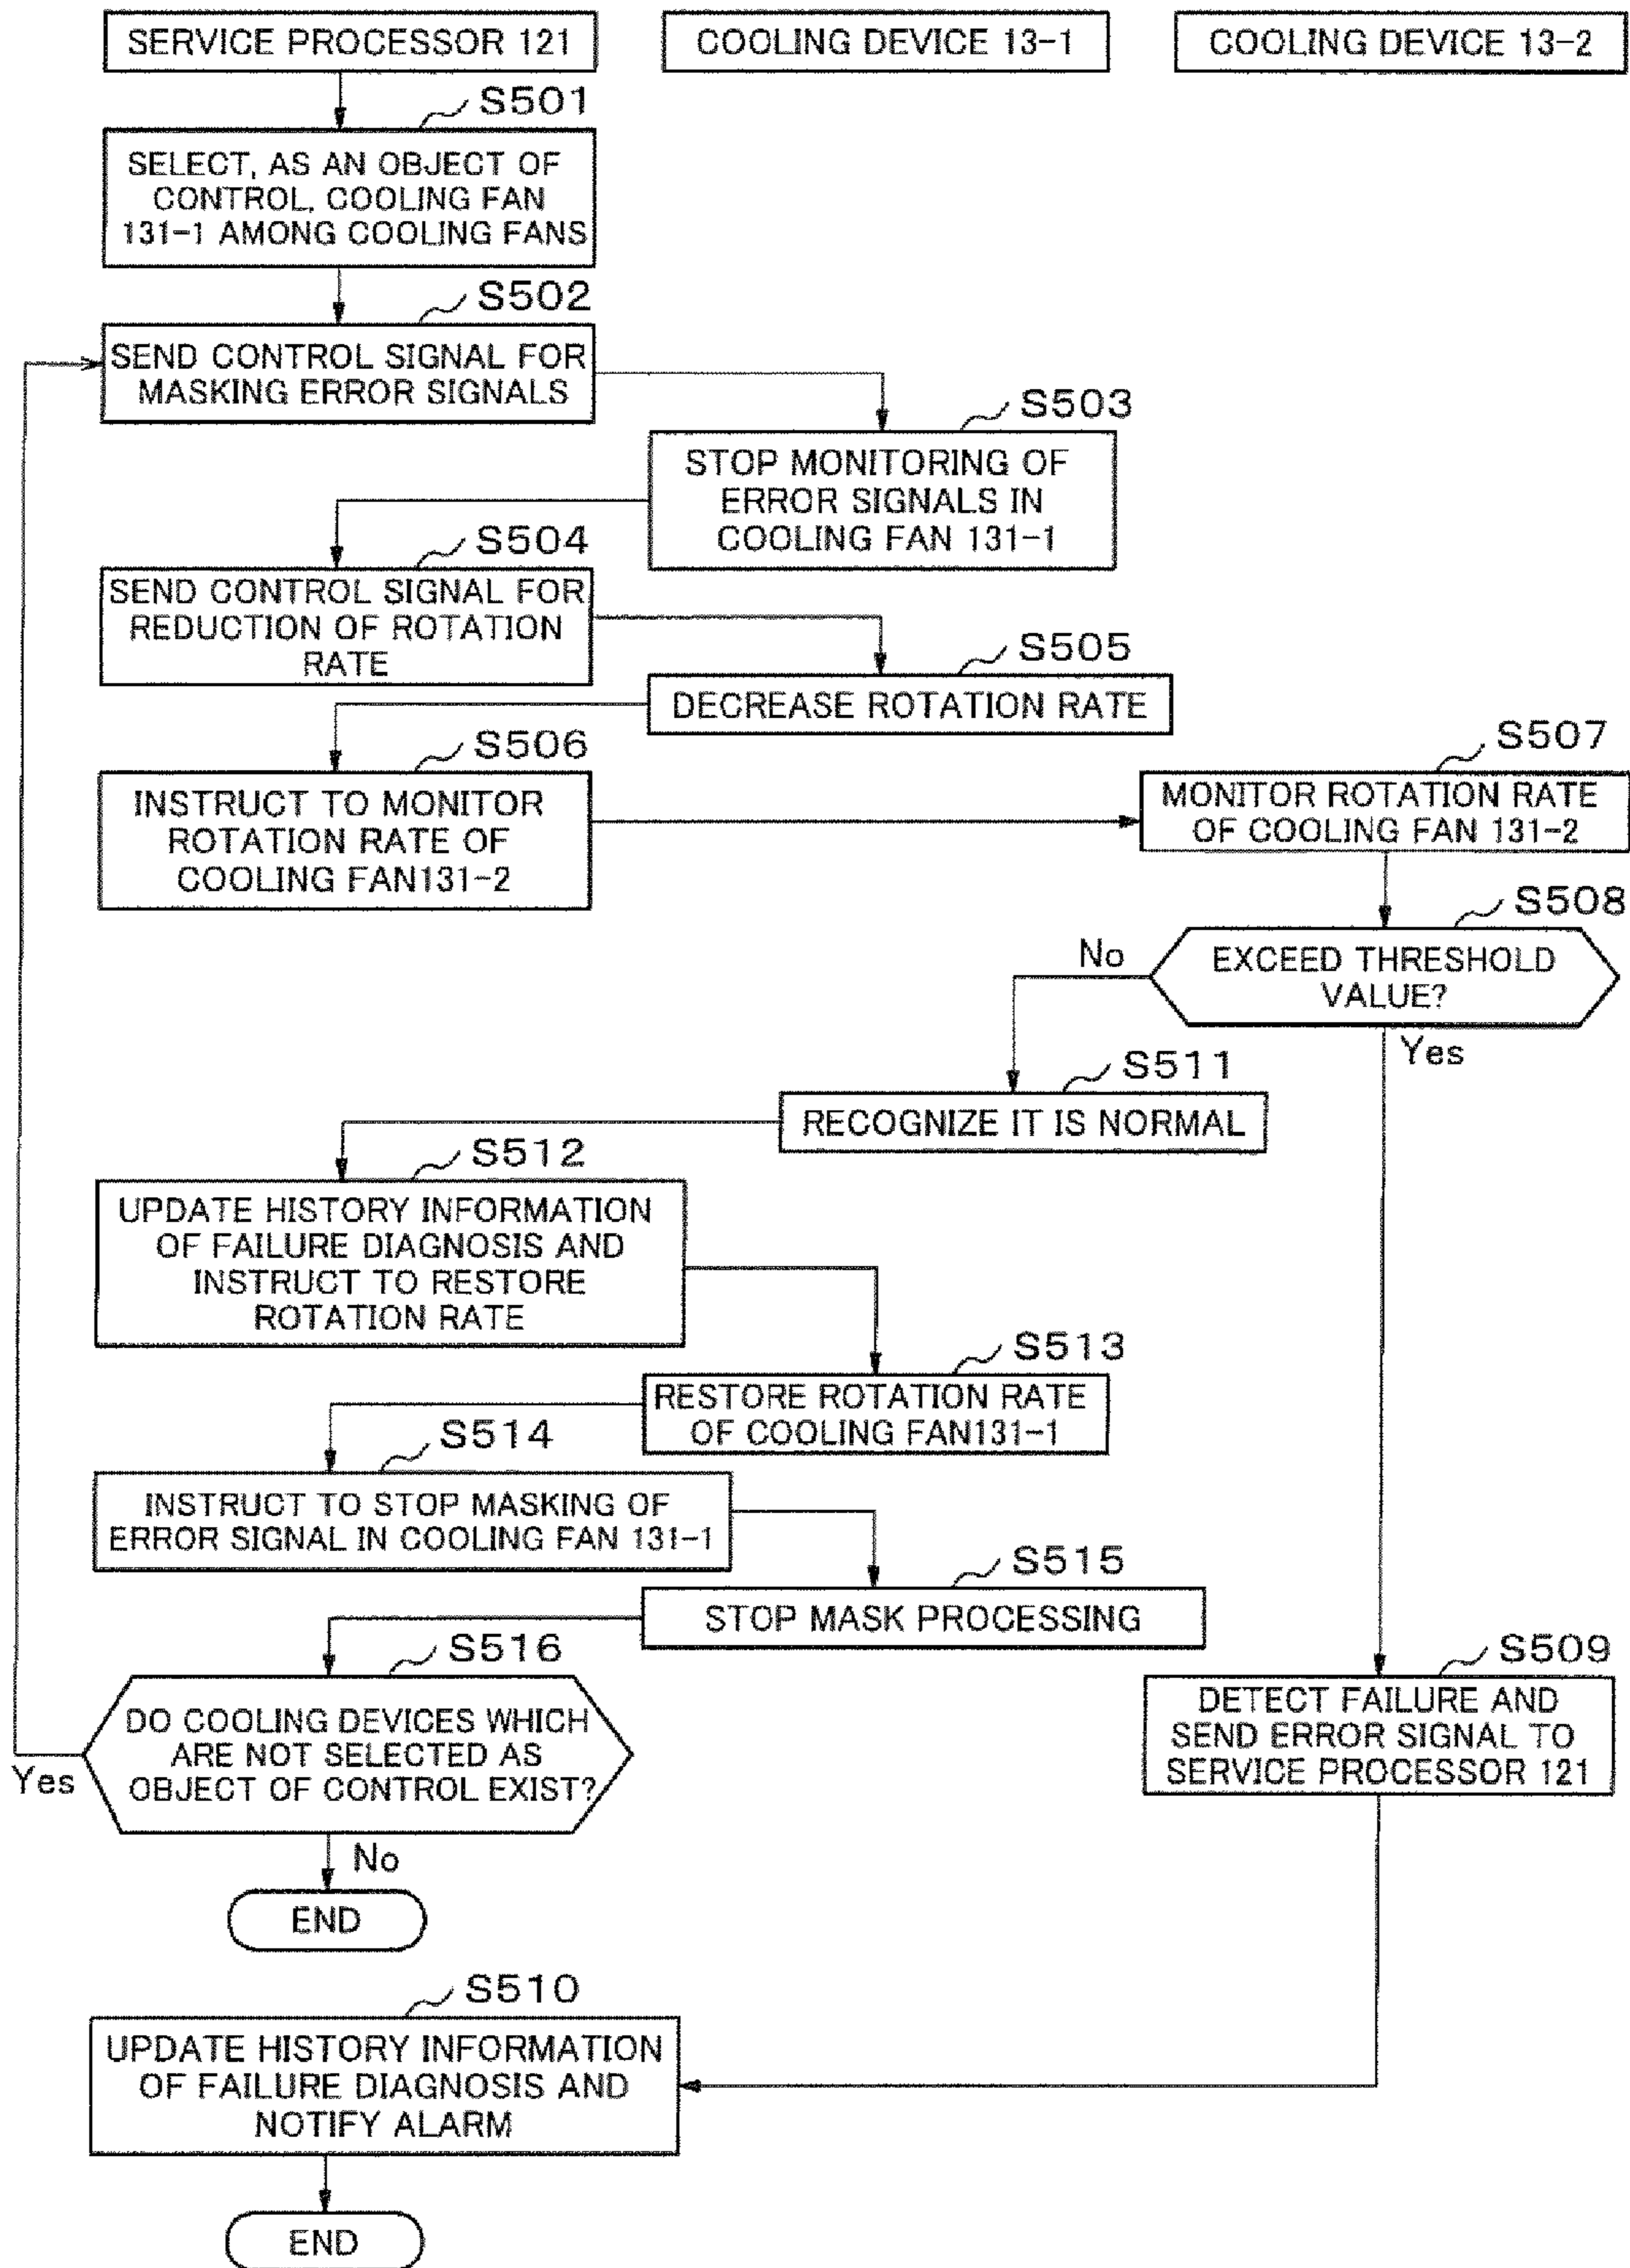 SERVICE PROCESSOR 121
COOLING DEVICE 13-1
COOLING DEVICE 13-2
S501
SELECT, AS AN OBJECT OF
CONTROL, COOLING FAN
131-1 AMONG COOLING FANS
S502
SEND CONTROL SIGNAL FOR
MASKING ERROR SIGNALS
S503
STOP MONITORING OF
ERROR SIGNALS IN
COOLING FAN 131-1
S504
SEND CONTROL SIGNAL FOR
REDUCTION OF ROTATION
RATE
S505
DECREASE ROTATION RATE
S506
INSTRUCT TO MONITOR
ROTATION RATE OF
COOLING FAN131-2
S507
MONITOR ROTATION RATE
OF COOLING FAN 131-2
S508
EXCEED THRESHOLD
VALUE?
No
Yes
S511
RECOGNIZE IT IS NORMAL
S512
UPDATE HISTORY INFORMATION
OF FAILURE DIAGNOSIS AND
INSTRUCT TO RESTORE
ROTATION RATE
S513
RESTORE ROTATION RATE
OF COOLING FAN131-1
S514
INSTRUCT TO STOP MASKING OF
ERROR SIGNAL IN COOLING FAN 131-1
S515
STOP MASK PROCESSING
S516
DO COOLING DEVICES WHICH
ARE NOT SELECTED AS
OBJECT OF CONTROL EXIST?
Yes
No
END
S509
DETECT FAILURE AND
SEND ERROR SIGNAL TO
SERVICE PROCESSOR 121
S510
UPDATE HISTORY INFORMATION
OF FAILURE DIAGNOSIS AND
NOTIFY ALARM
END